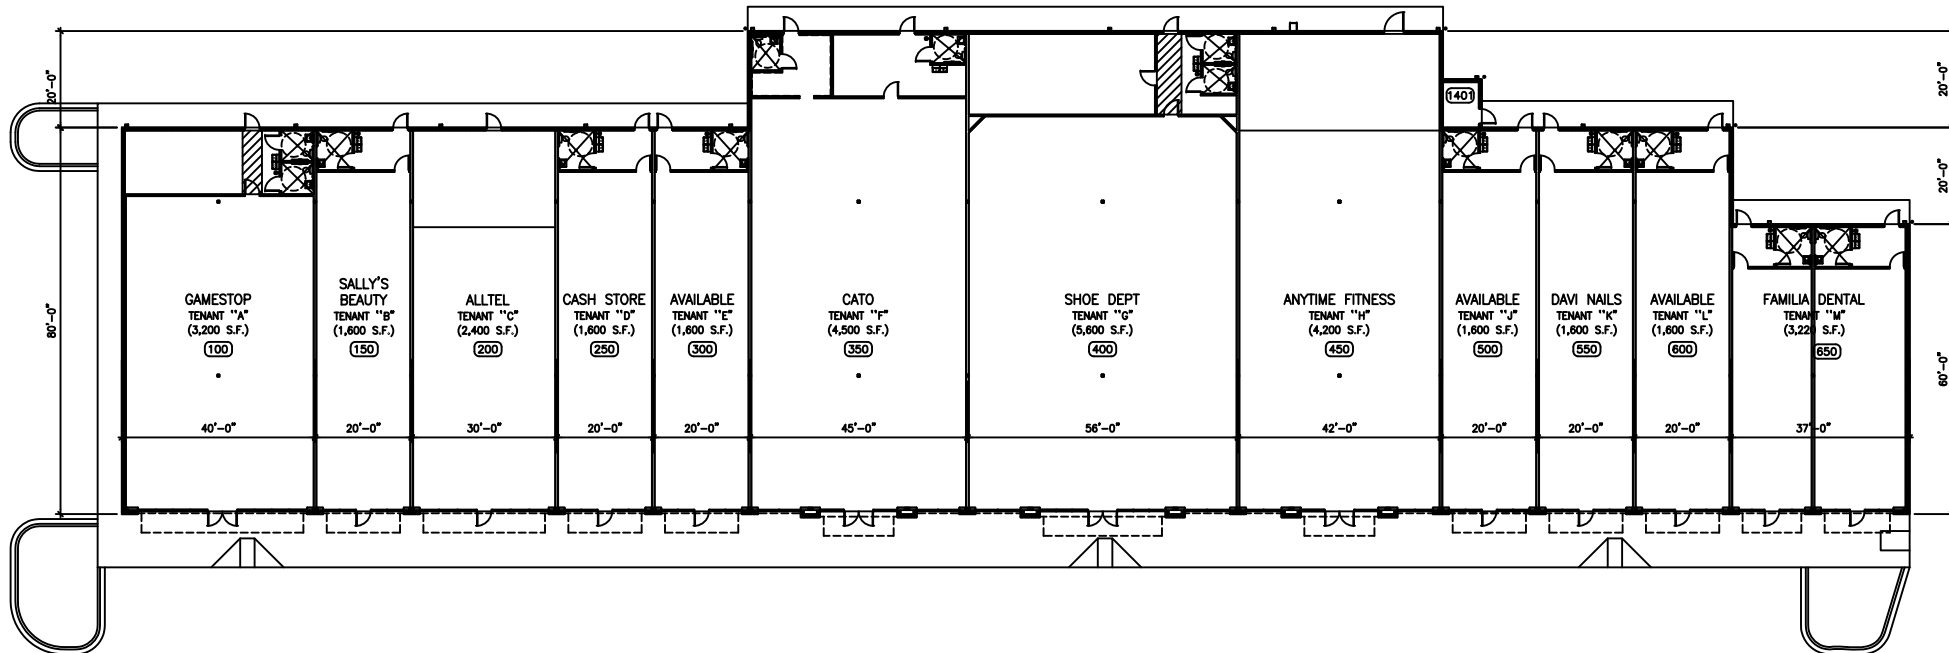 20'-0"
80'-0"
GAMESTOP
TENANT "A"
(3,200 S.F.)
100
40'-0"
SALLY'S
BEAUTY
TENANT "B"
(1,600 S.F.)
150
20'-0"
ALLTEL
TENANT "C"
(2,400 S.F.)
200
30'-0"
CASH STORE
TENANT "D"
(1,600 S.F.)
250
20'-0"
AVAILABLE
TENANT "E"
(1,600 S.F.)
300
20'-0"
CATO
TENANT "F"
(4,500 S.F.)
350
45'-0"
SHOE DEPT
TENANT "G"
(5,600 S.F.)
400
56'-0"
ANYTIME FITNESS
TENANT "H"
(4,200 S.F.)
450
42'-0"
1401
AVAILABLE
TENANT "J"
(1,600 S.F.)
500
20'-0"
DAVI NAILS
TENANT "K"
(1,600 S.F.)
550
20'-0"
AVAILABLE
TENANT "L"
(1,600 S.F.)
600
20'-0"
FAMILIA DENTAL
TENANT "M"
(3,220 S.F.)
650
37'-0"
20'-0"
20'-0"
60'-0"